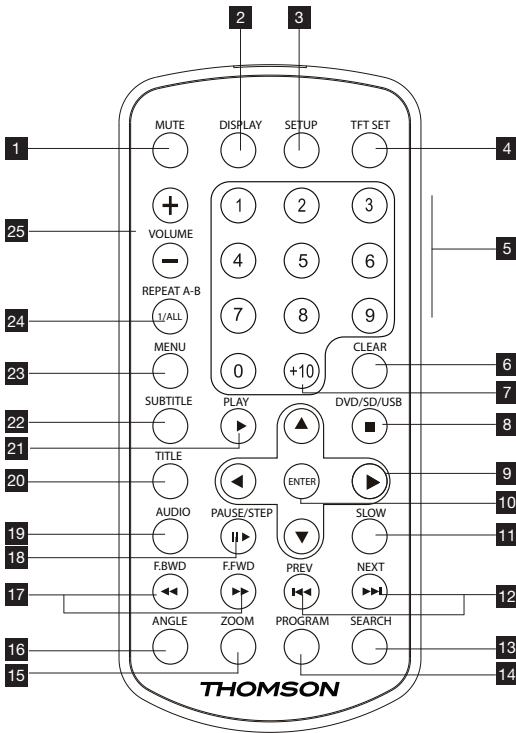 2 3
MUTE DISPLAY SETUP TFT SET
1 4
1 2 3
25 VOLUME 5
4 5 6
REPEAT A-B
24 1/ALL 7 8 9
MENU CLEAR
23 0 +10 6
7
SUBTITLE PLAY DVD/SD/USB
22 8
21
TITLE 9
20 ENTER
10
AUDIO PAUSE/STEP SLOW
19 11
18
F.BWD F.FWD PREV NEXT
17 12
ANGLE ZOOM PROGRAM SEARCH
16 13
15 14
THOMSON